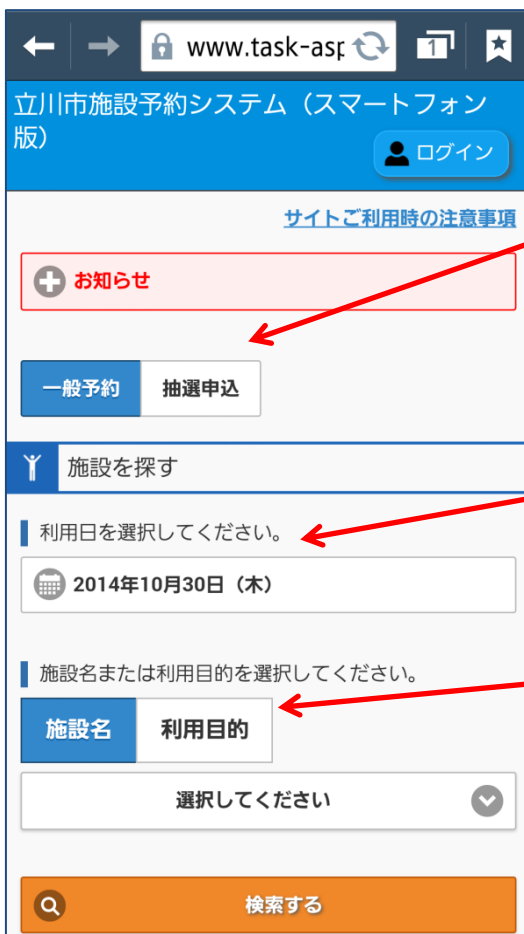 www.task-asp
1
立川市施設予約システム（スマートフォン
版）
ログイン
サイトご利用時の注意事項
お知らせ
一般予約 抽選申込
施設を探す
利用日を選択してください。
2014年10月30日（木）
施設名または利用目的を選択してください。
施設名 利用目的
選択してください
検索する